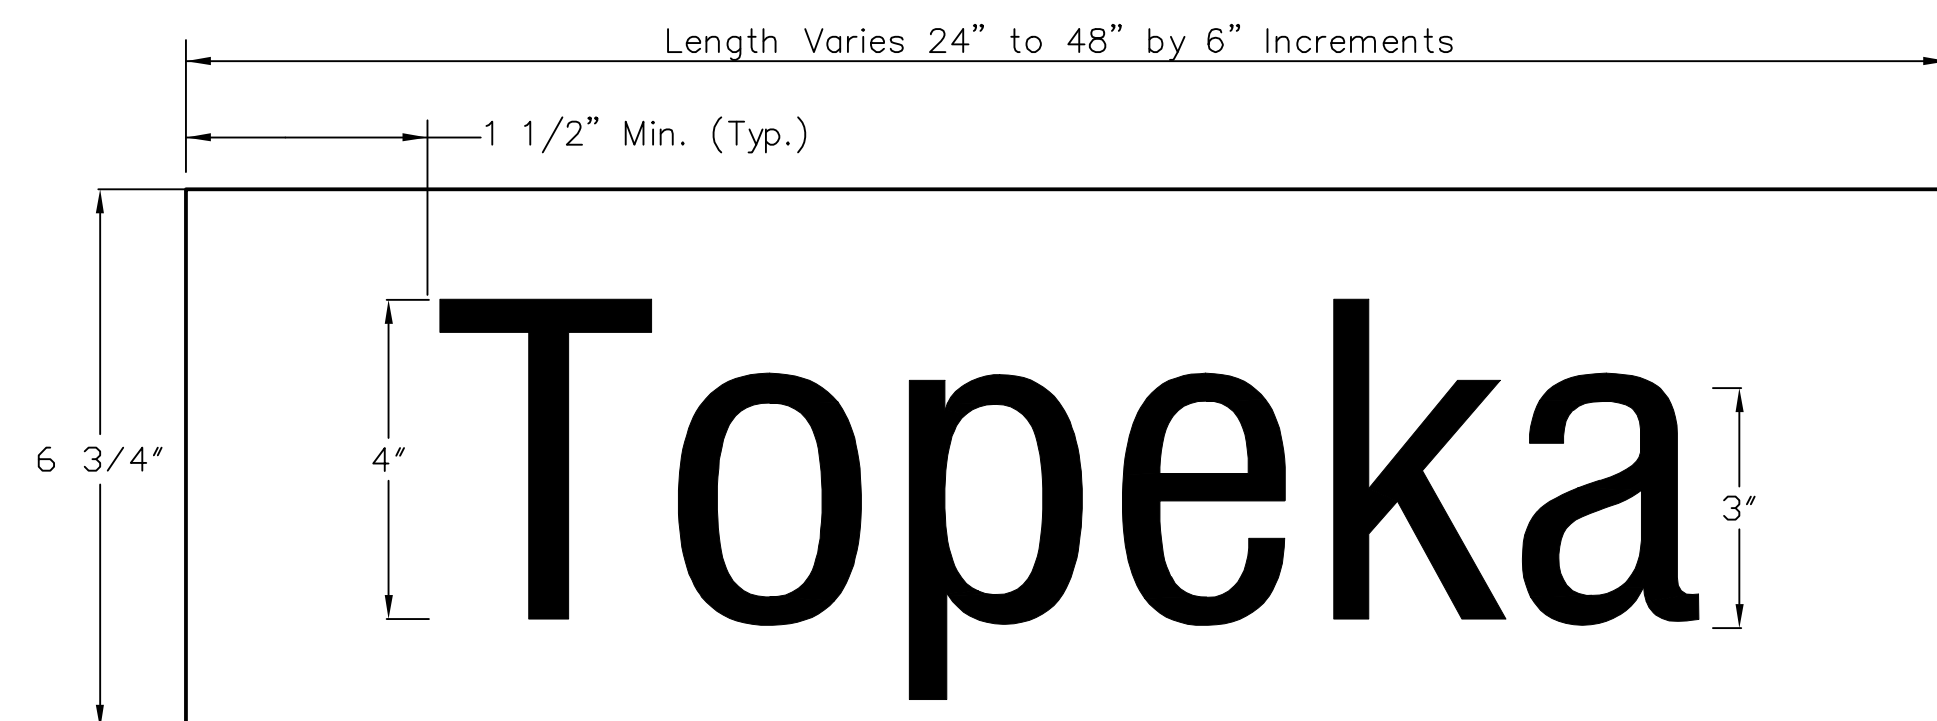 Length Varies 24” to 48” by 6” Increments
1 1/2” Min. (Typ.)
Topeka
6 3/4”
4”
3”